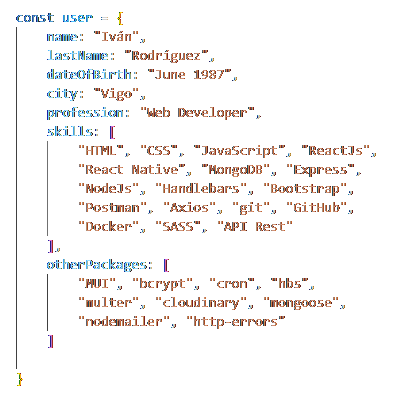 const user = {
name: "Iván",
lastName: "Rodríguez",
dateOfBirth: "June 1987",
city: "Vigo",
profession: "Web Developer",
skills: [
"HTML", "CSS", "JavaScript", "ReactJs",
"React Native", "MongoDB", "Express",
"NodeJs", "Handlebars", "Bootstrap",
"Postman", "Axios", "git", "GitHub",
"Docker", "SASS", "API Rest"
],
otherPackages: [
"MUI", "bcrypt", "cron", "hbs",
"multer", "cloudinary", "mongoose",
"nodemailer", "http-errors"
]
}